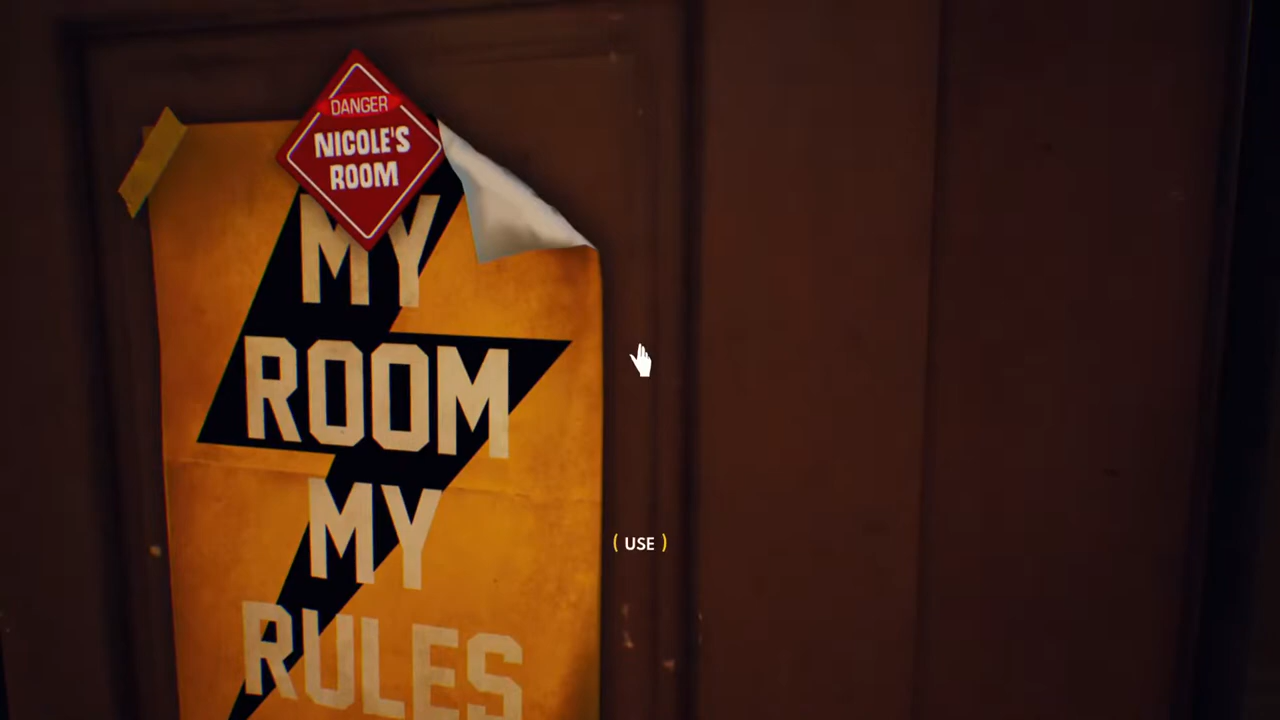 DANGER
NICOLE'S
ROOM
MY
ROOM
MY
RULES
( USE )